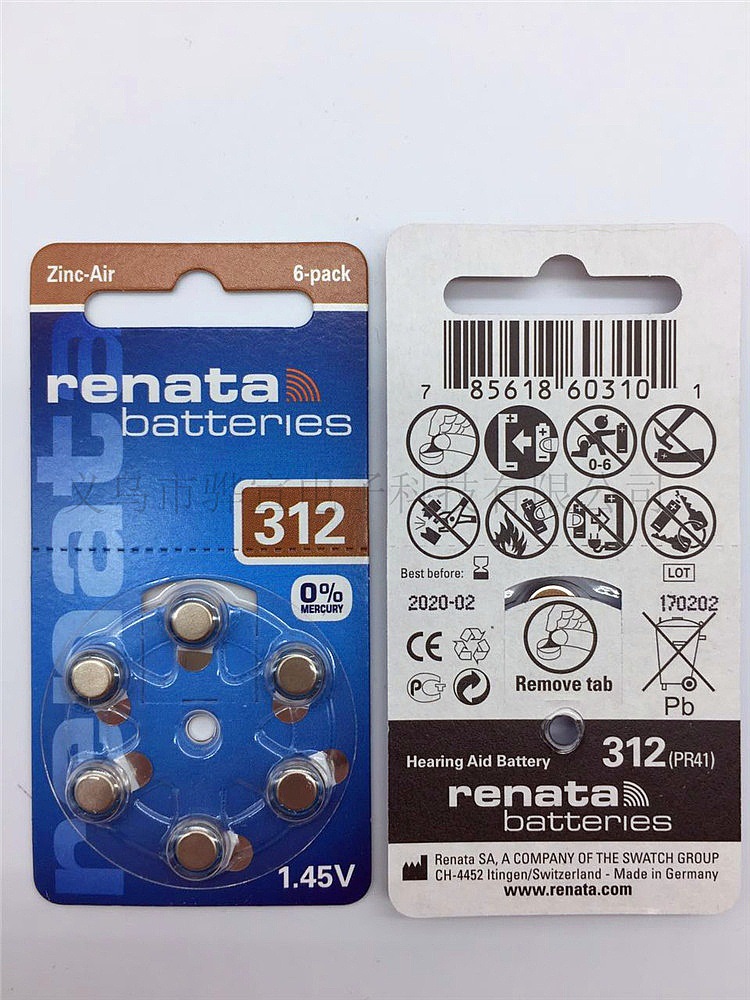 Zinc-Air 6-pack
renata
batteries
renata
312
0%
MERCURY
1.45V
7 85618 60310 1
0-6
Best before:
LOT
2020-02
170202
CE
Remove tab
Pb
Hearing Aid Battery 312 (PR41)
renata
batteries
Renata SA, A COMPANY OF THE SWATCH GROUP
CH-4452 Itingen/Switzerland - Made in Germany
www.renata.com